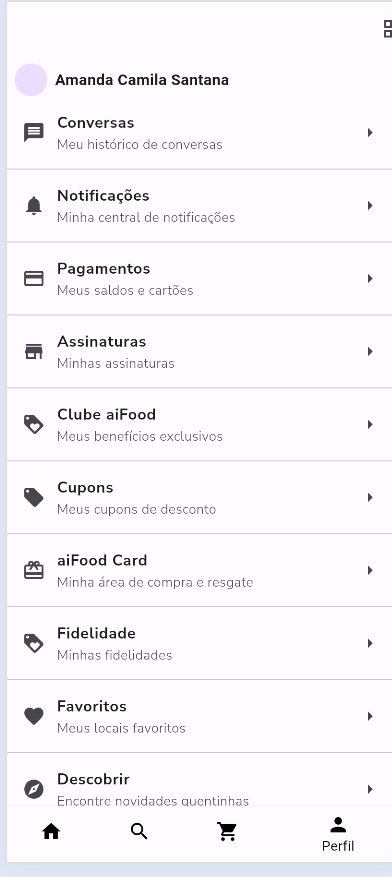 Amanda Camila Santana
Conversas
Meu histórico de conversas
Notificações
Minha central de notificações
Pagamentos
Meus saldos e cartões
Assinaturas
Minhas assinaturas
Clube aiFood
Meus benefícios exclusivos
Cupons
Meus cupons de desconto
aiFood Card
Minha área de compra e resgate
Fidelidade
Minhas fidelidades
Favoritos
Meus locais favoritos
Descobrir
Encontre novidades quentinhas
Perfil